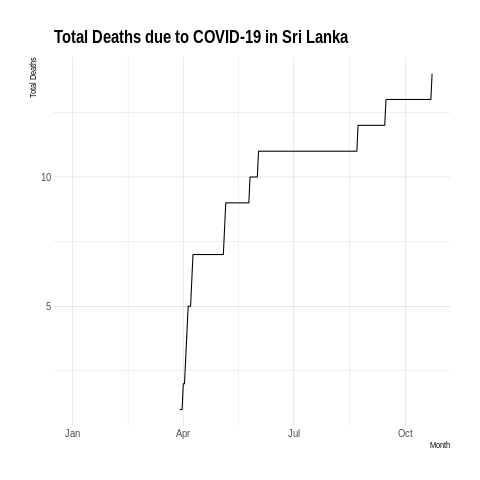 Total Deaths due to COVID-19 in Sri Lanka
Total Deaths
10
5
Jan Apr Jul Oct
Month